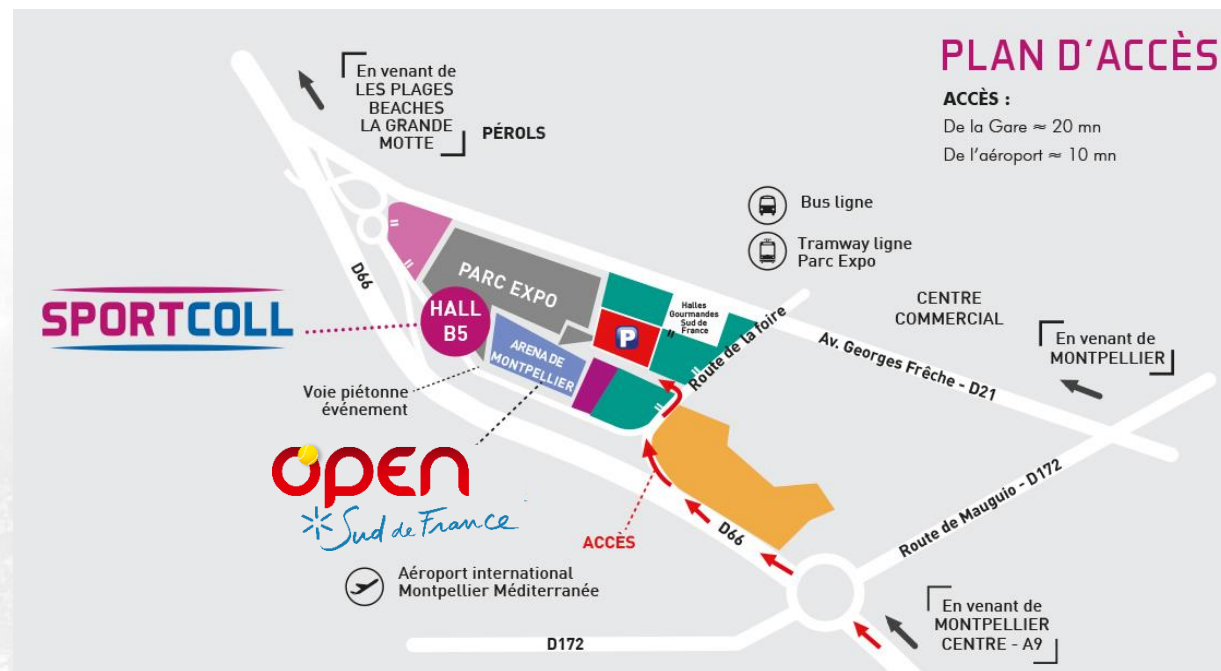 PLAN D'ACCÈS
ACCÈS :
De la Gare ≈ 20 mn
De l'aéroport ≈ 10 mn
En venant de
LES PLAGES
BEACHES
LA GRANDE
MOTTE
PÉROLS
Bus ligne
Tramway ligne
Parc Expo
D66
PARC EXPO
HALL
B5
SPORTCOLL
ARENA DE
MONTPELLIER
Halles
Gourmandes
Sud de
France
P
Route de la foire
CENTRE
COMMERCIAL
Av. Georges Frêche - D21
En venant de
MONTPELLIER
Voie piétonne
événement
open
Sud de France
ACCÈS
D66
Route de Mauguio - D172
Aéroport international
Montpellier Méditerranée
D172
En venant de
MONTPELLIER
CENTRE - A9